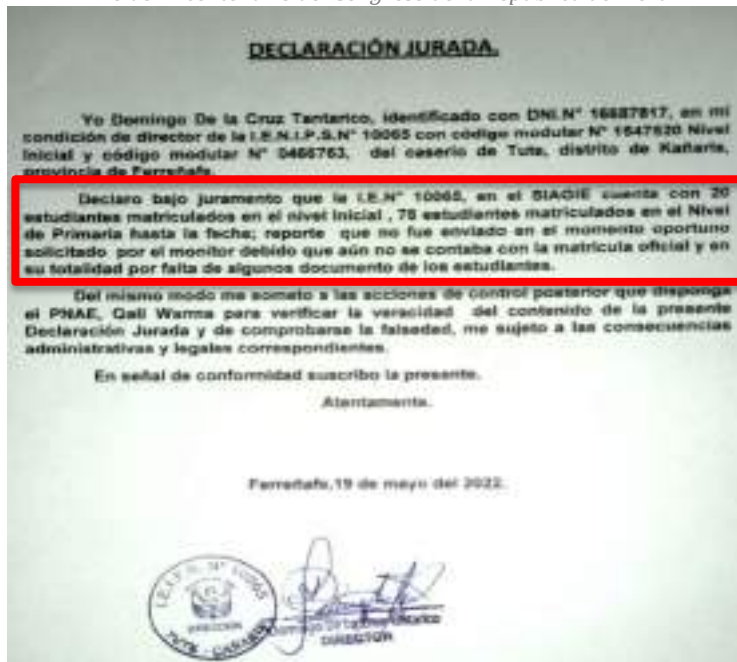 DECLARACIÓN JURADA.
Yo Domingo De la Cruz Tantarico, identificado con DNI.N° 16687817, en mi
condición de director de la I.E.N.I.P.S.N° 10065 con código modular N° 1647820 Nivel
Inicial y código modular N° 0466763, del caserío de Tute, distrito de Kañaris,
provincia de Ferreñafe.
Declaro bajo juramento que la I.E.N° 10065, en el SIAGIE cuenta con 20
estudiantes matriculados en el nivel Inicial , 78 estudiantes matriculados en el Nivel
de Primaria hasta la fecha; reporte que no fue enviado en el momento oportuno
solicitado por el monitor debido que aún no se contaba con la matricula oficial y en
su totalidad por falta de algunos documento de los estudiantes.
Del mismo modo me someto a las acciones de control posterior que disponga
el PNAE, Qali Warma para verificar la veracidad del contenido de la presente
Declaración Jurada y de comprobarse la falsedad, me sujeto a las consecuencias
administrativas y legales correspondientes.
En señal de conformidad suscribo la presente.
Atentamente.
Ferreñafe,19 de mayo del 2022.
N° 10065
DIRECCION
TUTE - CAÑARIS
DIRECTOR